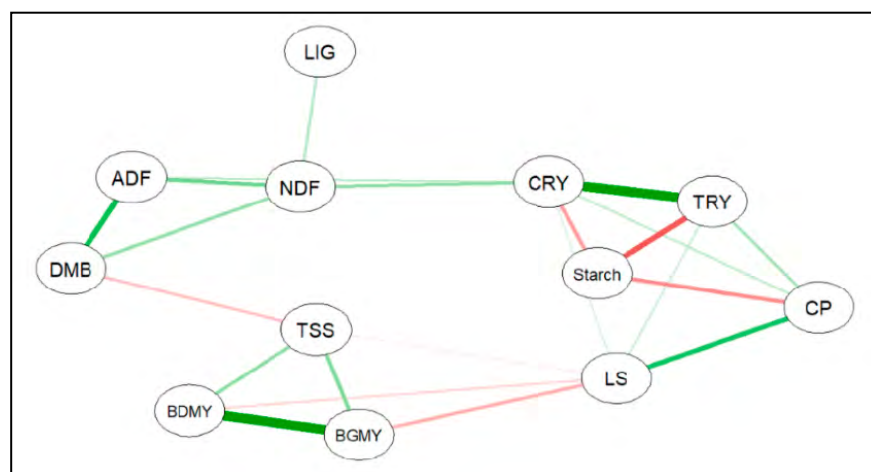 LIG
ADF
NDF
CRY
TRY
DMB
Starch
CP
TSS
LS
BDMY
BGMY